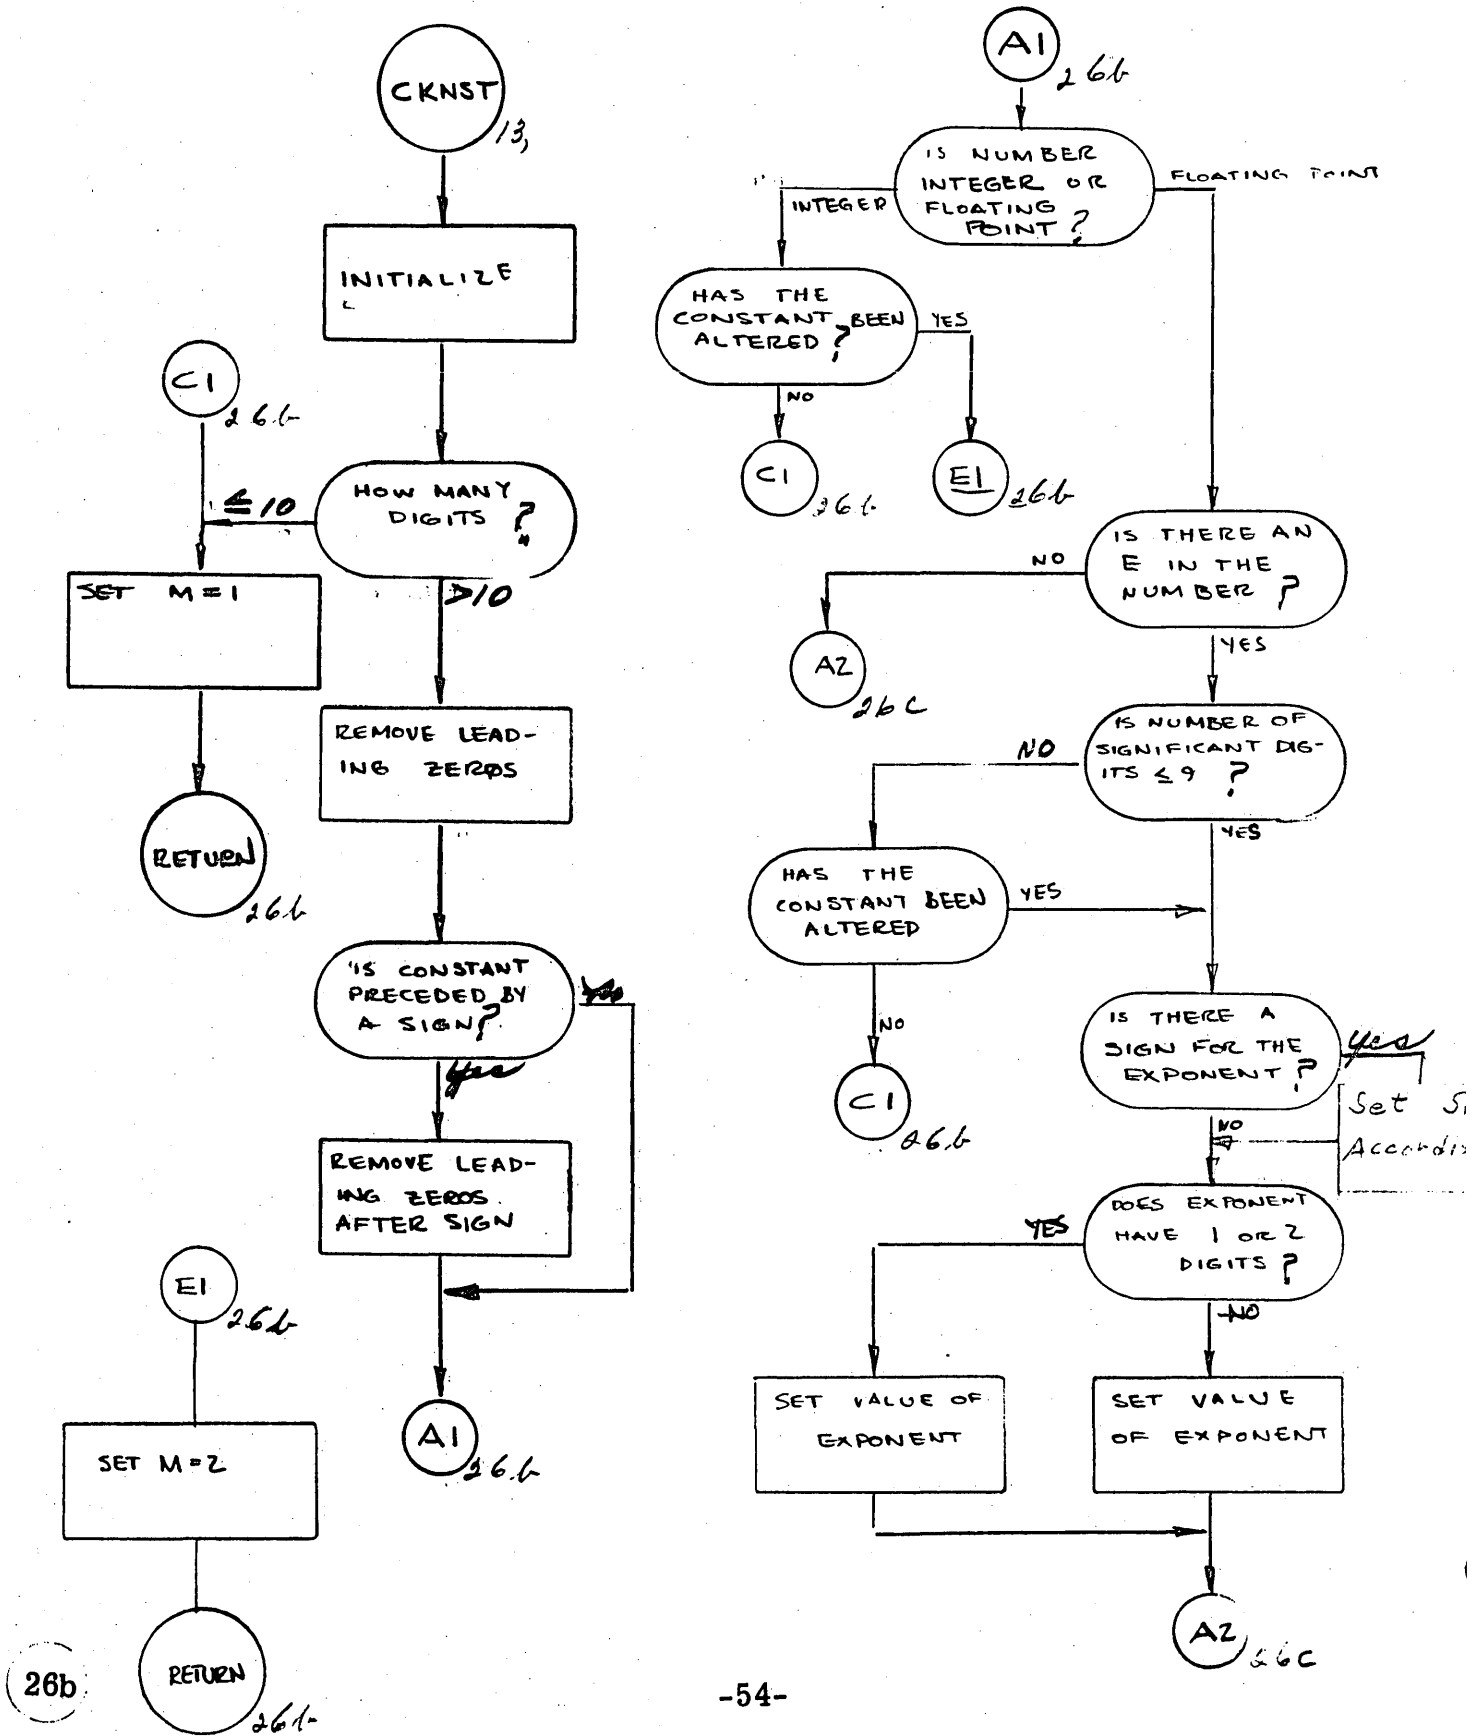 CKNST
13,
INITIALIZE
C1
26b
HOW MANY
DIGITS ?
≤ 10
>10
SET M = 1
RETURN
26b
REMOVE LEAD-
ING ZEROS
IS CONSTANT
PRECEDED BY
A SIGN?
Yes
REMOVE LEAD-
ING ZEROS
AFTER SIGN
A1
26b
E1
26b
SET M = 2
RETURN
26b
A1
26b
IS NUMBER
INTEGER OR
FLOATING
POINT ?
INTEGER
FLOATING POINT
HAS THE
CONSTANT BEEN
ALTERED ?
YES
NO
C1
26b
E1
26b
IS THERE AN
E IN THE
NUMBER ?
NO
YES
A2
26C
IS NUMBER OF
SIGNIFICANT DIG-
ITS ≤ 9 ?
NO
YES
HAS THE
CONSTANT BEEN
ALTERED
YES
NO
C1
26b
IS THERE A
SIGN FOR THE
EXPONENT ?
Yes
NO
Set
DOES EXPONENT
HAVE 1 OR 2
DIGITS ?
YES
NO
SET VALUE OF
EXPONENT
SET VALUE
OF EXPONENT
A2
26C
26b
-54-